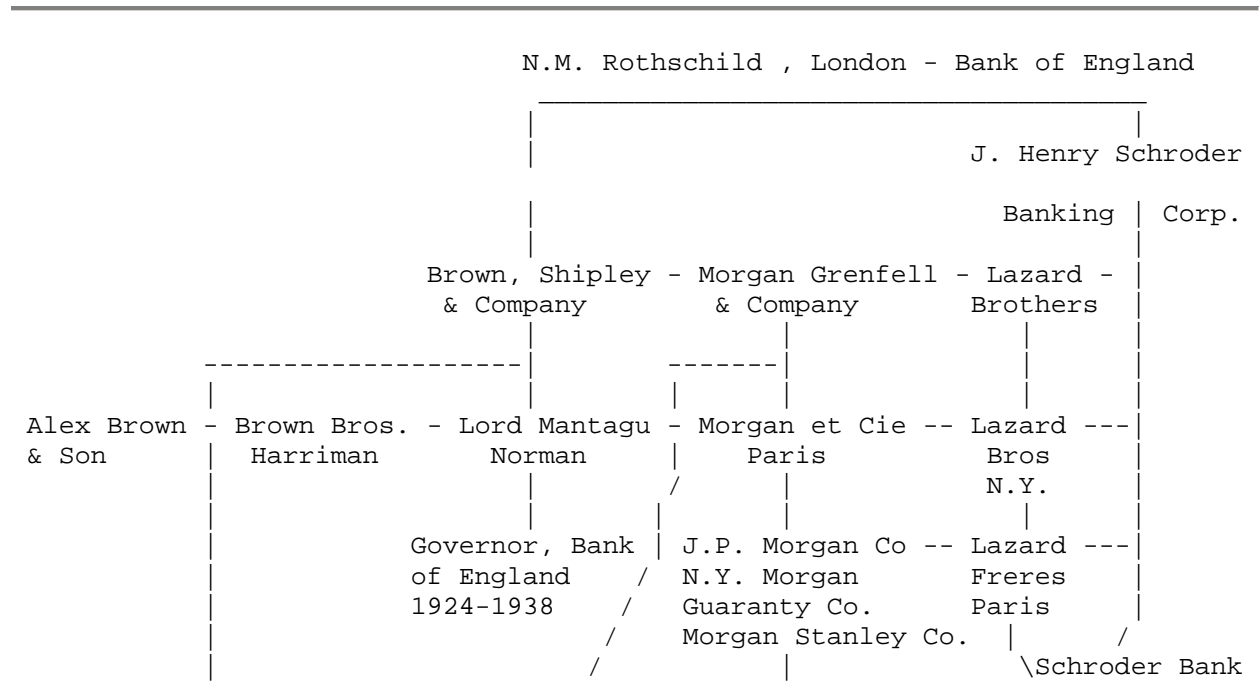 N.M. Rothschild , London - Bank of England
J. Henry Schroder
Banking | Corp.
Brown, Shipley - Morgan Grenfell - Lazard -
& Company & Company Brothers
Alex Brown - Brown Bros. - Lord Mantagu - Morgan et Cie -- Lazard ---
& Son Harriman Norman Paris Bros
N.Y.
Governor, Bank J.P. Morgan Co -- Lazard ---
of England N.Y. Morgan Freres
1924-1938 Guaranty Co. Paris
Morgan Stanley Co.
\Schroder Bank